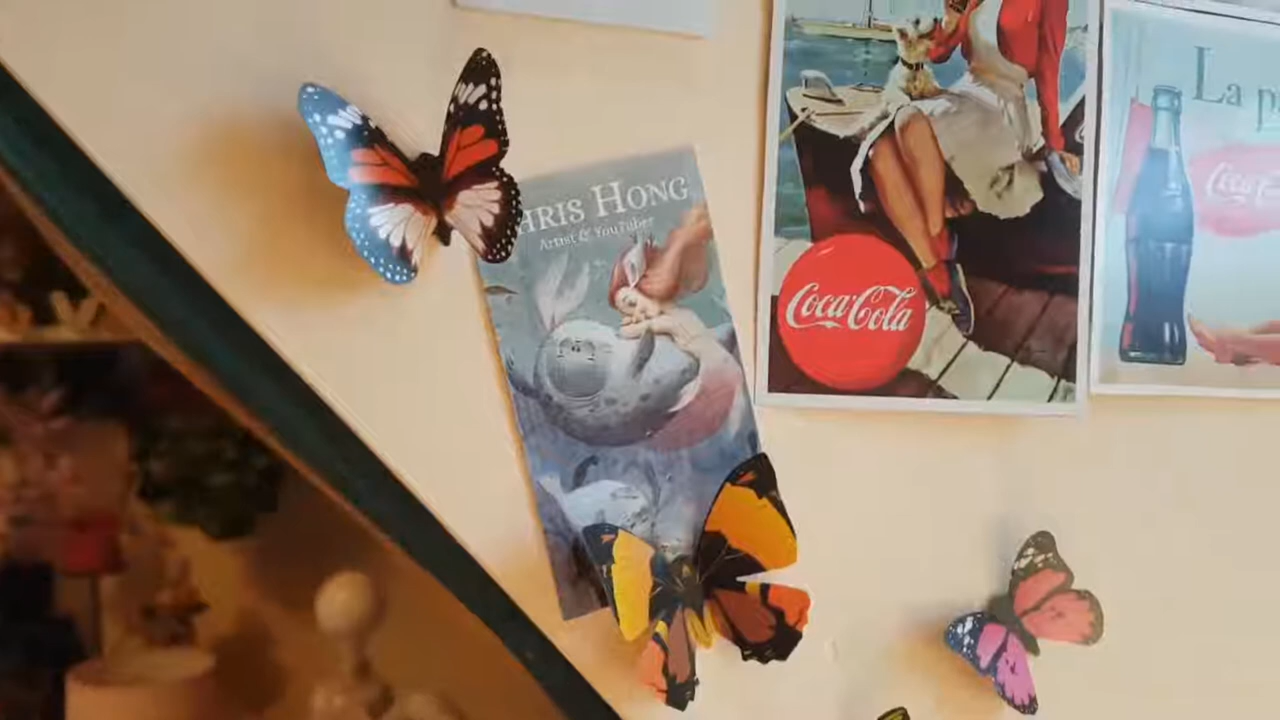 HRIS HONG
Artist & YouTuber
Coca-Cola
La
Coca-C